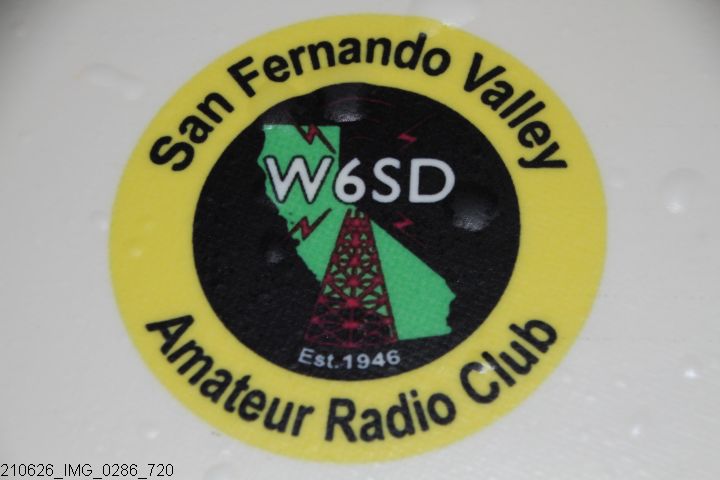 San Fernando Valley
W6SD
Est.1946
Amateur Radio Club
210626_IMG_0286_720